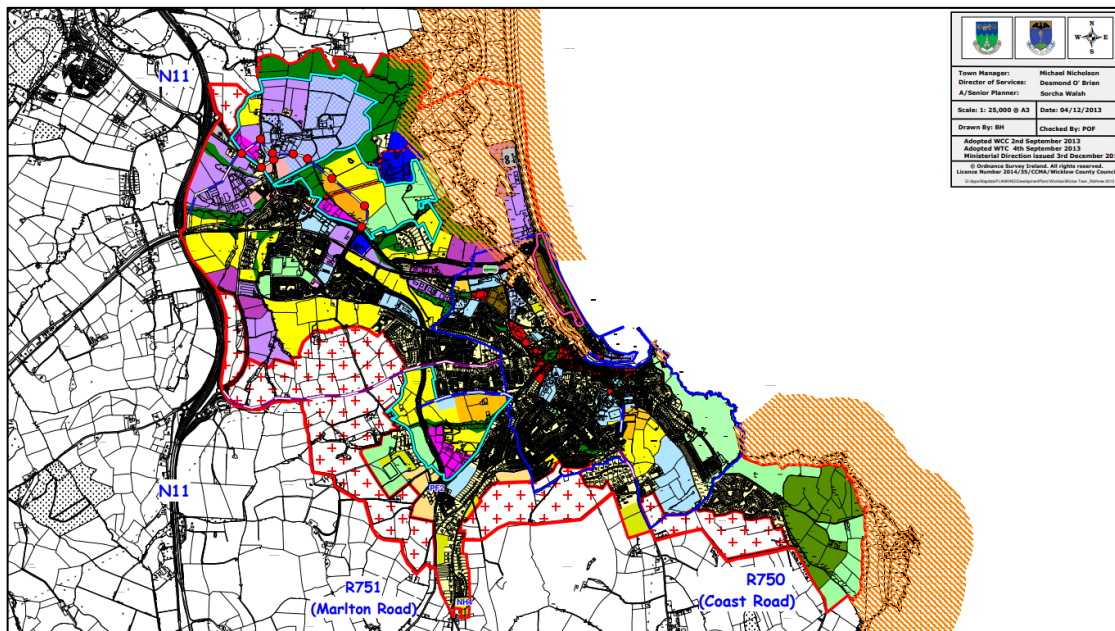 N11
W E
N
S
Town Manager: Michael Nicholson
Director of Services: Desmond O' Brien
A/Senior Planner: Sorcha Walsh
Scale: 1: 25,000 @ A3 Date: 04/12/2013
Drawn By: BH Checked By: POF
Adopted WCC 2nd September 2013
Adopted WTC 4th September 2013
Ministerial Direction issued 3rd December 201
© Ordnance Survey Ireland. All rights reserved.
Licence Number 2014/35/CCMA/Wicklow County Counci
N11
R751
(Marlton Road)
R750
(Coast Road)